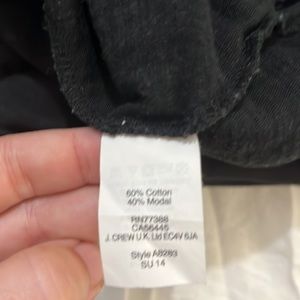 60% Cotton
40% Modal
RN77388
CA56445
J. CREW U.K. Ltd EC4V 6JA
Style A8283
SU 14